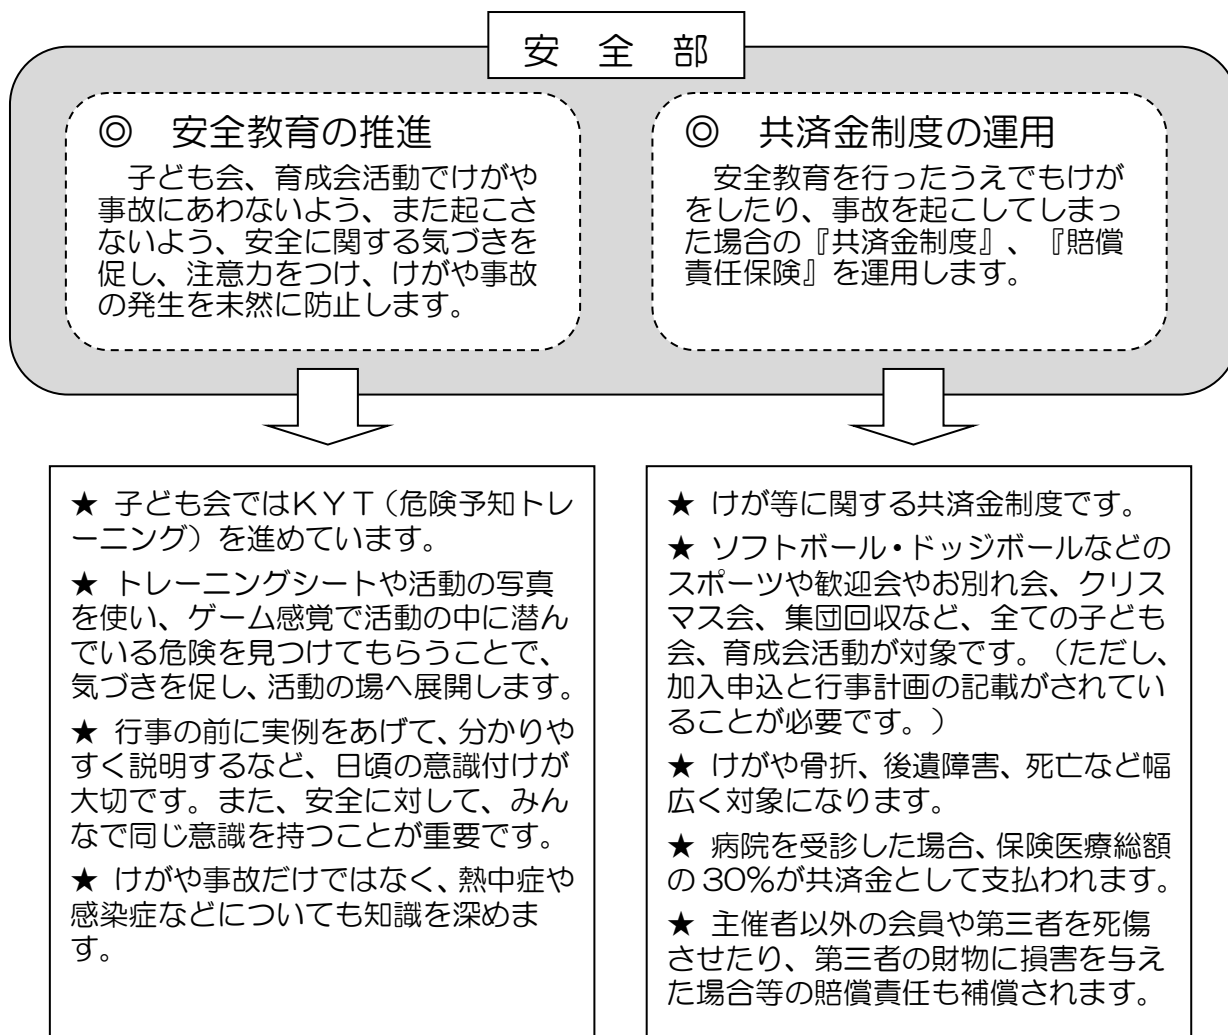 安 全 部
◎ 安全教育の推進
子ども会、育成会活動でけがや
事故にあわないよう、また起こさ
ないよう、安全に関する気づきを
促し、注意力をつけ、けがや事故
の発生を未然に防止します。
◎ 共済金制度の運用
安全教育を行ったうえでもけが
をしたり、事故を起こしてしまっ
た場合の『共済金制度』、『賠償
責任保険』を運用します。
★ 子ども会ではKYT（危険予知トレ
ーニング）を進めています。
★ トレーニングシートや活動の写真
を使い、ゲーム感覚で活動の中に潜ん
でいる危険を見つけてもらうことで、
気づきを促し、活動の場へ展開します。
★ 行事の前に実例をあげて、分かりや
すく説明するなど、日頃の意識付けが
大切です。また、安全に対して、みん
なで同じ意識を持つことが重要です。
★ けがや事故だけではなく、熱中症や
感染症などについても知識を深めま
す。
★ けが等に関する共済金制度です。
★ ソフトボール・ドッジボールなどの
スポーツや歓迎会やお別れ会、クリス
マス会、集団回収など、全ての子ども
会、育成会活動が対象です。（ただし、
加入申込と行事計画の記載がされてい
ることが必要です。）
★ けがや骨折、後遺障害、死亡など幅
広く対象になります。
★ 病院を受診した場合、保険医療総額
の30％が共済金として支払われます。
★ 主催者以外の会員や第三者を死傷
させたり、第三者の財物に損害を与え
た場合等の賠償責任も補償されます。